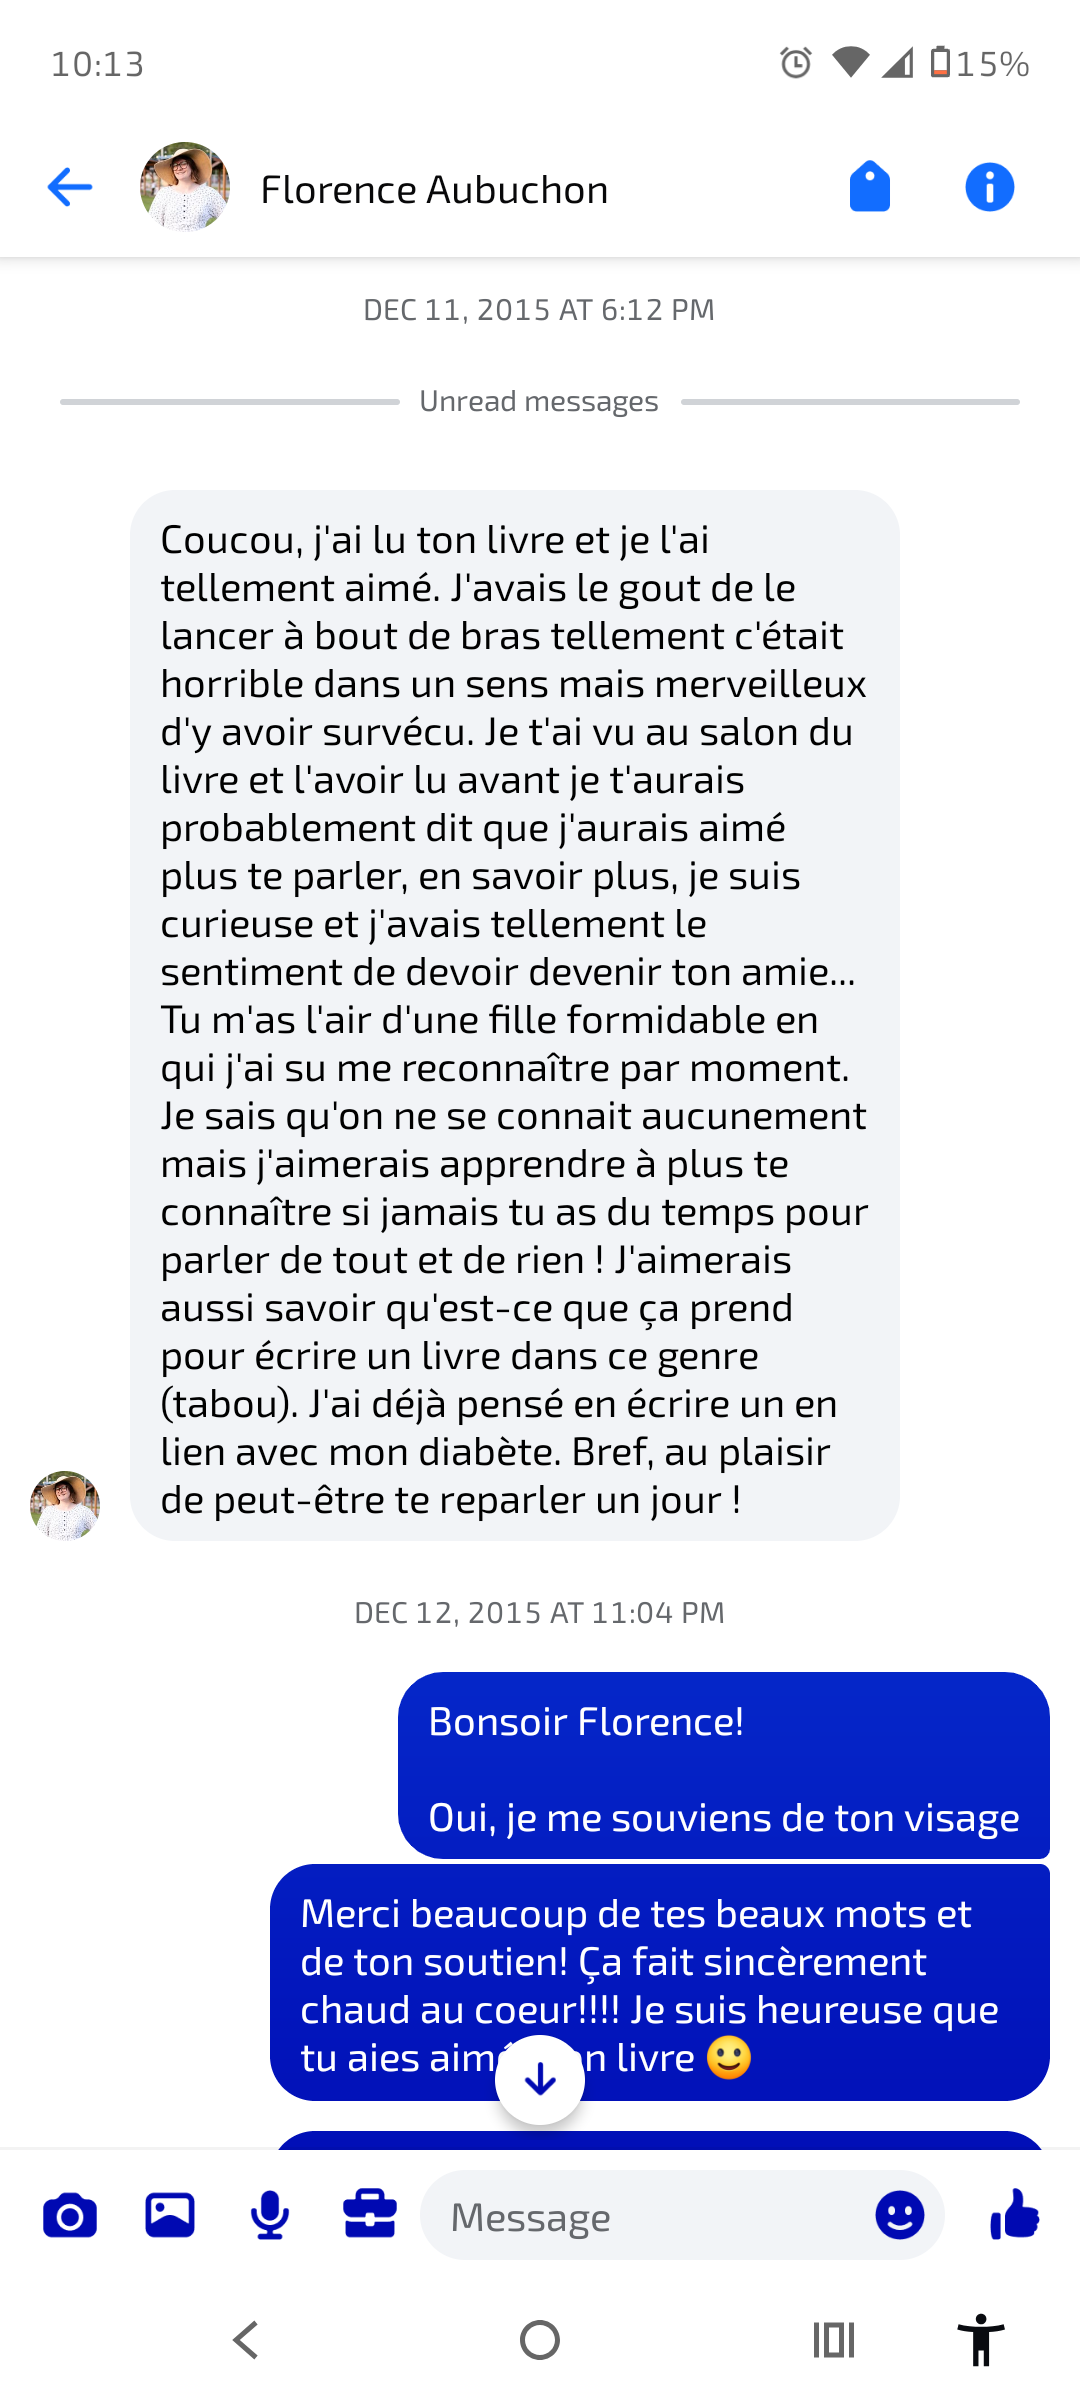 10:13
15%
Florence Aubuchon
DEC 11, 2015 AT 6:12 PM
Unread messages
Coucou, j'ai lu ton livre et je l'ai
tellement aimé. J'avais le gout de le
lancer à bout de bras tellement c'était
horrible dans un sens mais merveilleux
d'y avoir survécu. Je t'ai vu au salon du
livre et l'avoir lu avant je t'aurais
probablement dit que j'aurais aimé
plus te parler, en savoir plus, je suis
curieuse et j'avais tellement le
sentiment de devoir devenir ton amie...
Tu m'as l'air d'une fille formidable en
qui j'ai su me reconnaître par moment.
Je sais qu'on ne se connait aucunement
mais j'aimerais apprendre à plus te
connaître si jamais tu as du temps pour
parler de tout et de rien ! J'aimerais
aussi savoir qu'est-ce que ça prend
pour écrire un livre dans ce genre
(tabou). J'ai déjà pensé en écrire un en
lien avec mon diabète. Bref, au plaisir
de peut-être te reparler un jour !
DEC 12, 2015 AT 11:04 PM
Bonsoir Florence!
Oui, je me souviens de ton visage
Merci beaucoup de tes beaux mots et
de ton soutien! Ça fait sincèrement
chaud au coeur!!!! Je suis heureuse que
tu aies livre 🙂
Message